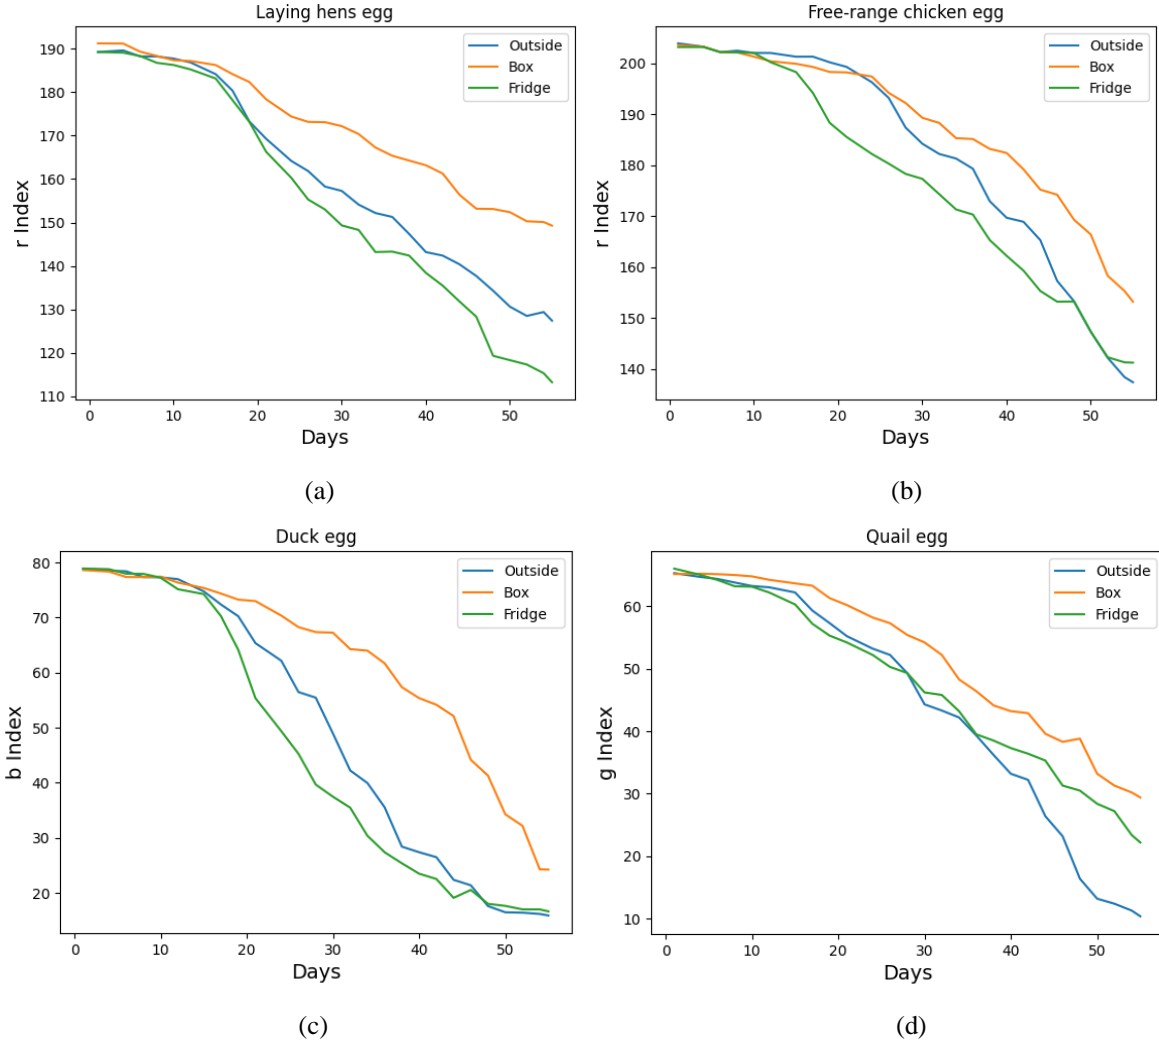 Laying hens egg
190
180
170
160
150
140
130
120
110
r Index
0 10 20 30 40 50
Days
Outside
Box
Fridge
(a)
Free-range chicken egg
200
190
180
170
160
150
140
r Index
0 10 20 30 40 50
Days
Outside
Box
Fridge
(b)
Duck egg
80
70
60
50
40
30
20
b Index
0 10 20 30 40 50
Days
Outside
Box
Fridge
(c)
Quail egg
60
50
40
30
20
10
g Index
0 10 20 30 40 50
Days
Outside
Box
Fridge
(d)